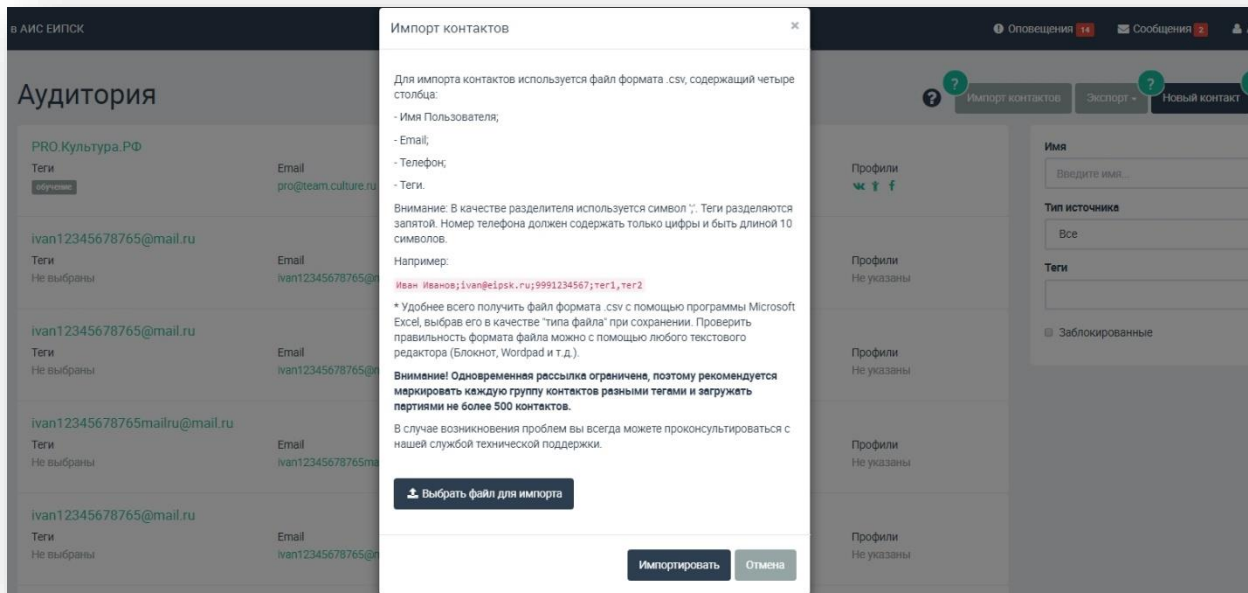 в АИС ЕИПСК
Оповещения 14
Сообщения 2
Аудитория
?
?
Импорт контактов
?
Экспорт
Новый контакт
PRO.Культура.РФ
Теги
обучение
Email
pro@team.culture.ru
Профили
ivan12345678765@mail.ru
Теги
Не выбраны
Email
Профили
Не указаны
ivan12345678765@mail.ru
Теги
Не выбраны
Email
Профили
Не указаны
ivan12345678765mailru@mail.ru
Теги
Не выбраны
Email
Профили
Не указаны
ivan12345678765@mail.ru
Теги
Не выбраны
Email
Профили
Не указаны
Импорт контактов
×
Для импорта контактов используется файл формата .csv, содержащий четыре
столбца:
- Имя Пользователя;
- Email;
- Телефон;
- Теги.
Внимание: В качестве разделителя используется символ ';'. Теги разделяются
запятой. Номер телефона должен содержать только цифры и быть длиной 10
символов.
Например:
Иван Иванов;ivan@eipsk.ru;9991234567;тег1,тег2
* Удобнее всего получить файл формата .csv с помощью программы Microsoft
Excel, выбрав его в качестве "типа файла" при сохранении. Проверить
правильность формата файла можно с помощью любого текстового
редактора (Блокнот, Wordpad и т.д.).
Внимание! Одновременная рассылка ограничена, поэтому рекомендуется
маркировать каждую группу контактов разными тегами и загружать
партиями не более 500 контактов.
В случае возникновения проблем вы всегда можете проконсультироваться с
нашей службой технической поддержки.
Выбрать файл для импорта
Импортировать
Отмена
Имя
Введите имя...
Тип источника
Все
Теги
Заблокированные